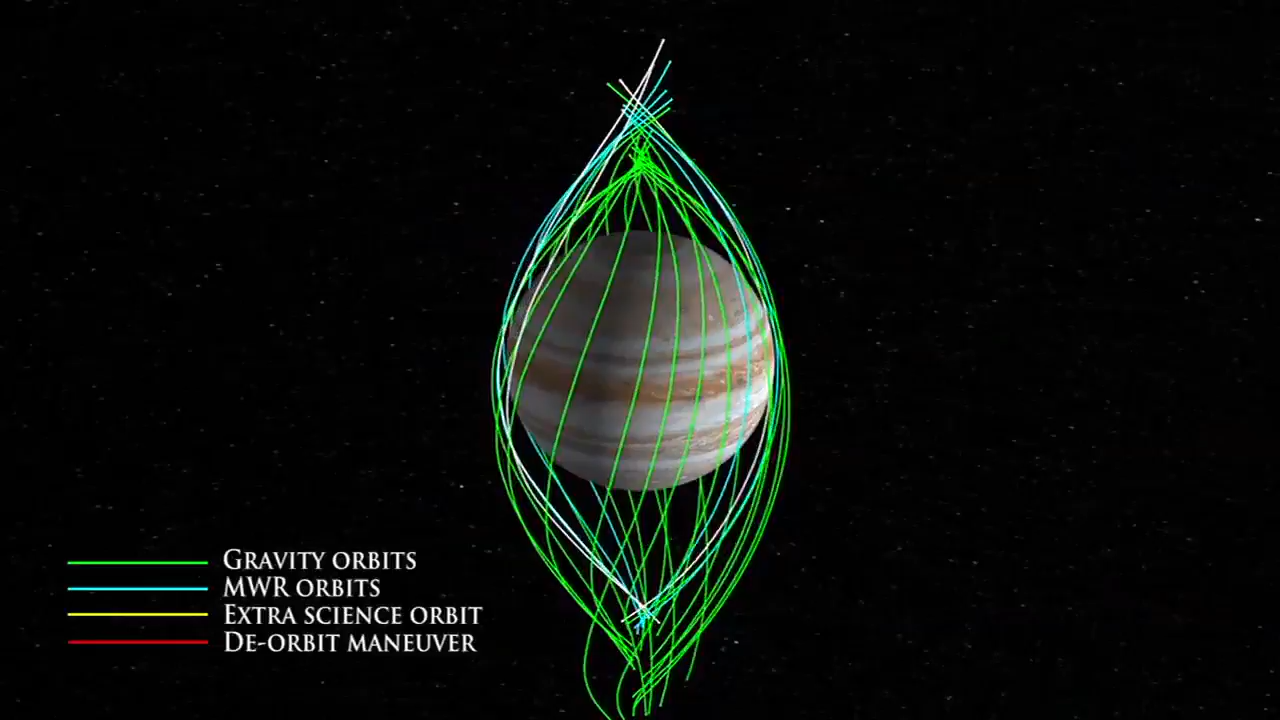 Gravity orbits
MWR orbits
Extra science orbit
De-orbit maneuver